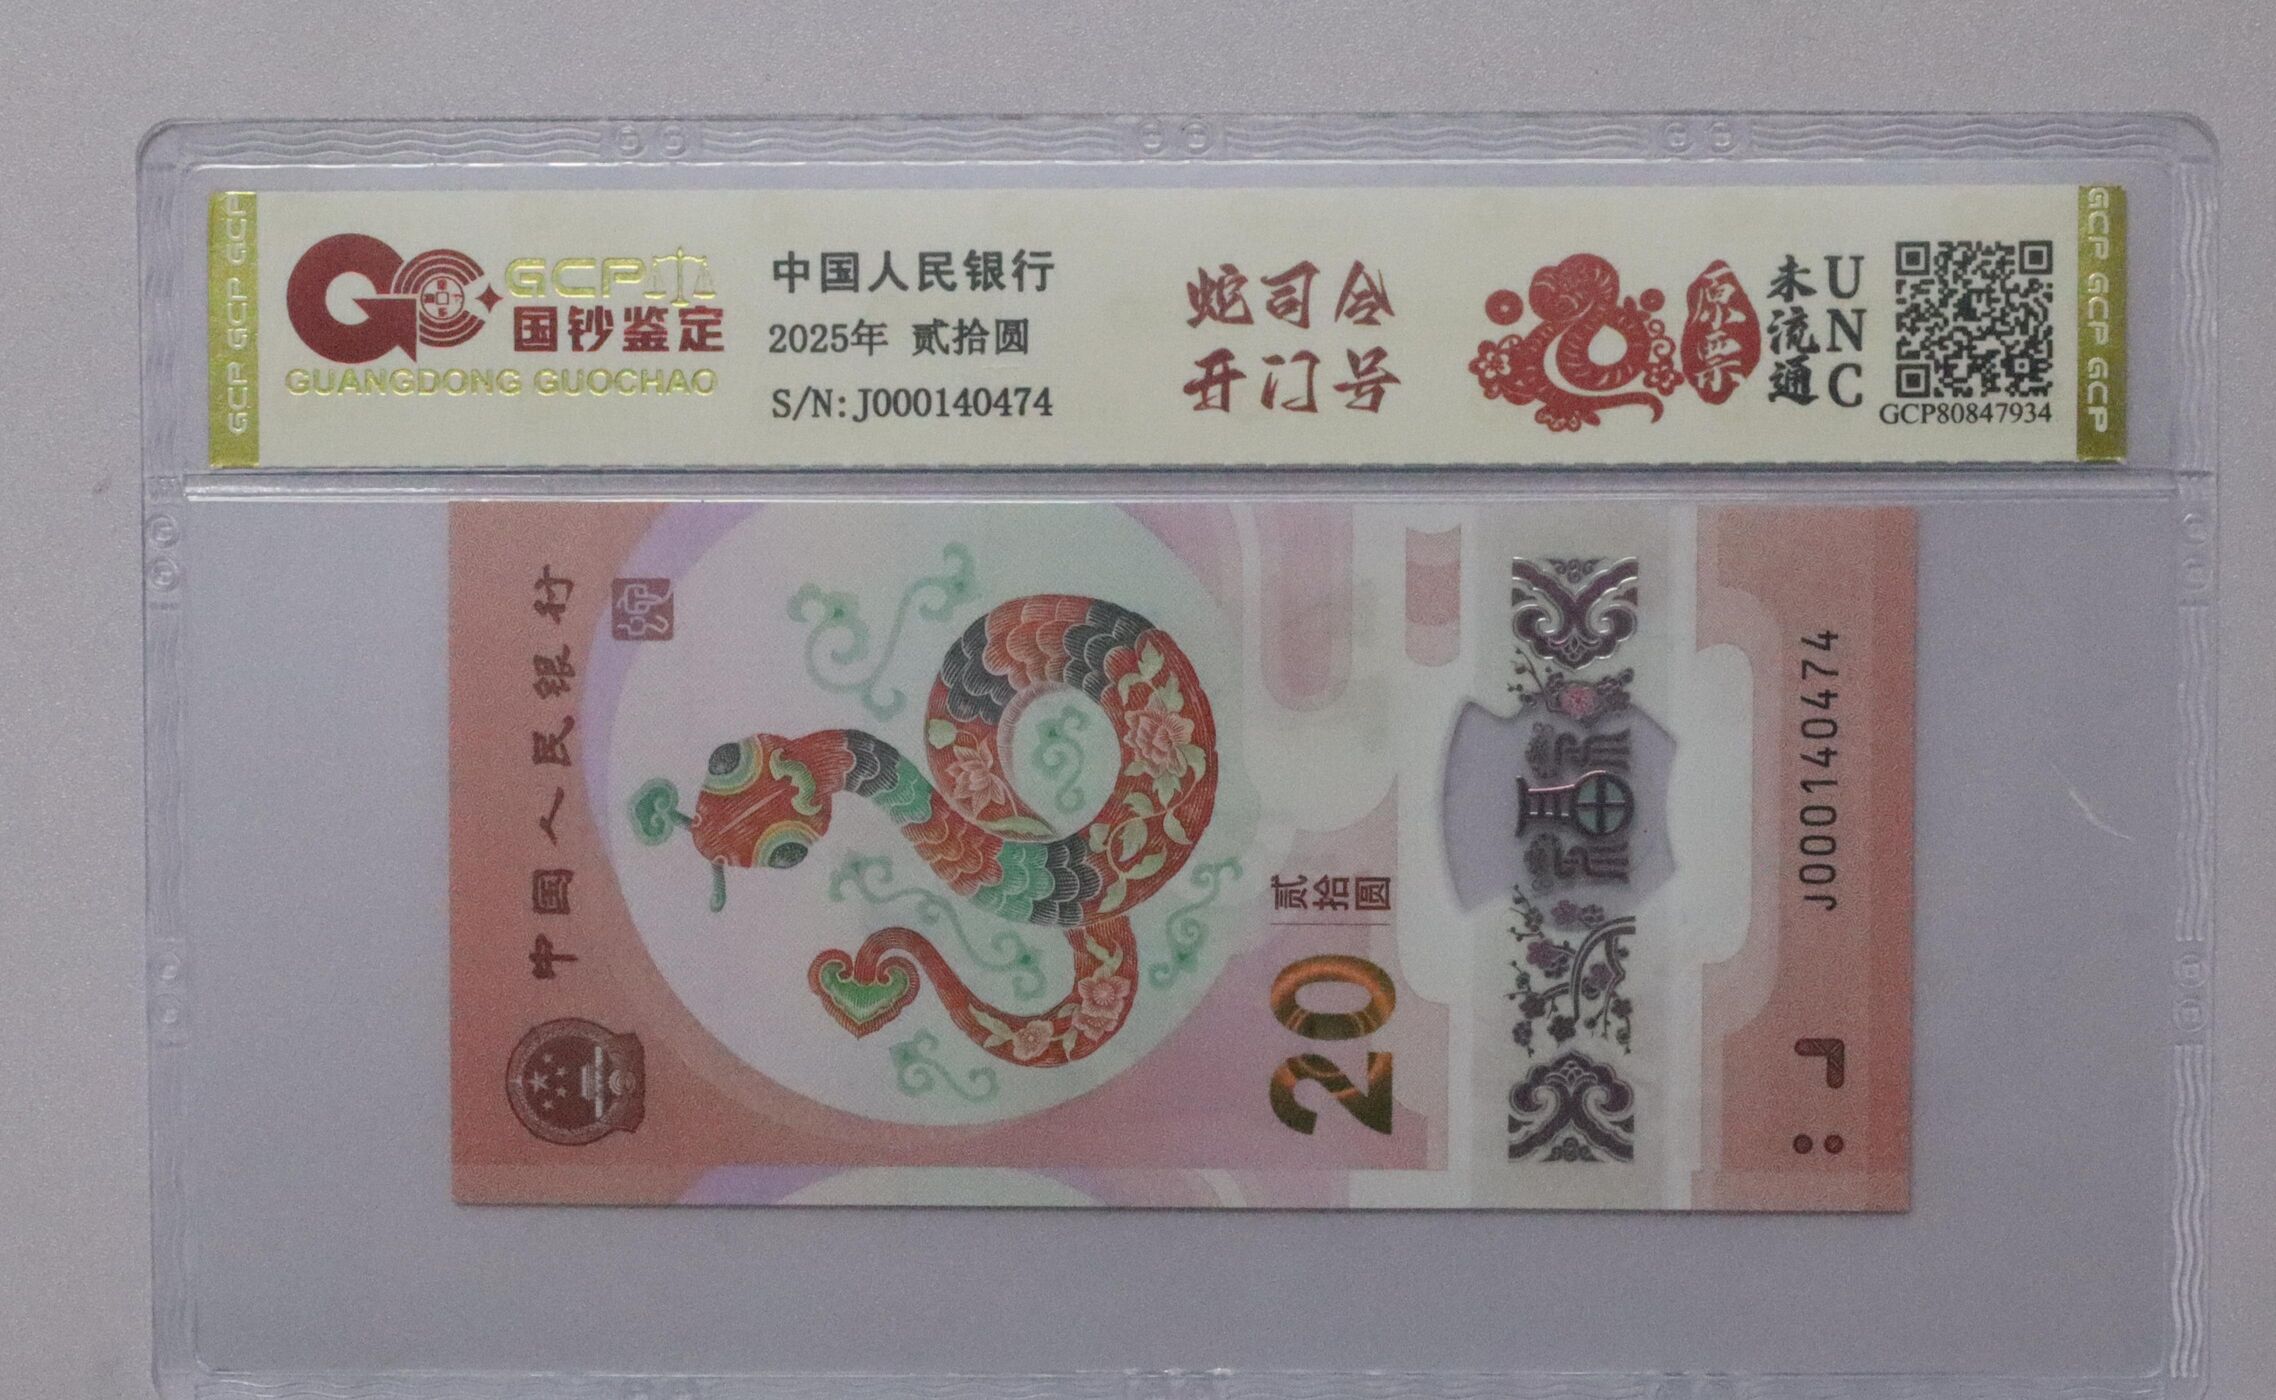 GCP GCP GCP
GCP
国钞鉴定
GUANGDONG GUOCHAO
中国人民银行
2025年 贰拾圆
S/N:J000140474
蛇司令
开门号
原票
未流通
UNC
GCP80847934
GCP GCP GCP
中国人民银行
蛇
20
贰拾圆
福
J000140474
J